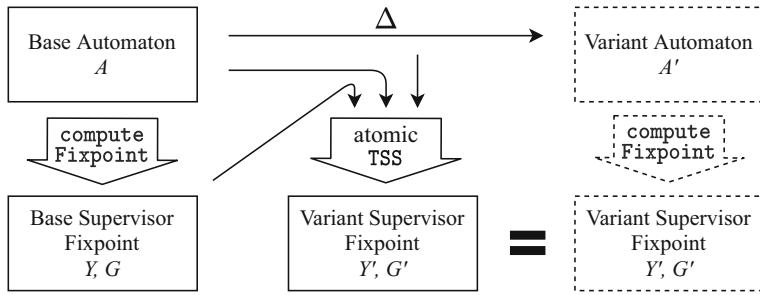 Base Automaton
A
Δ
Variant Automaton
A'
compute
Fixpoint
atomic
TSS
compute
Fixpoint
Base Supervisor
Fixpoint
Y, G
Variant Supervisor
Fixpoint
Y', G'
=
Variant Supervisor
Fixpoint
Y', G'